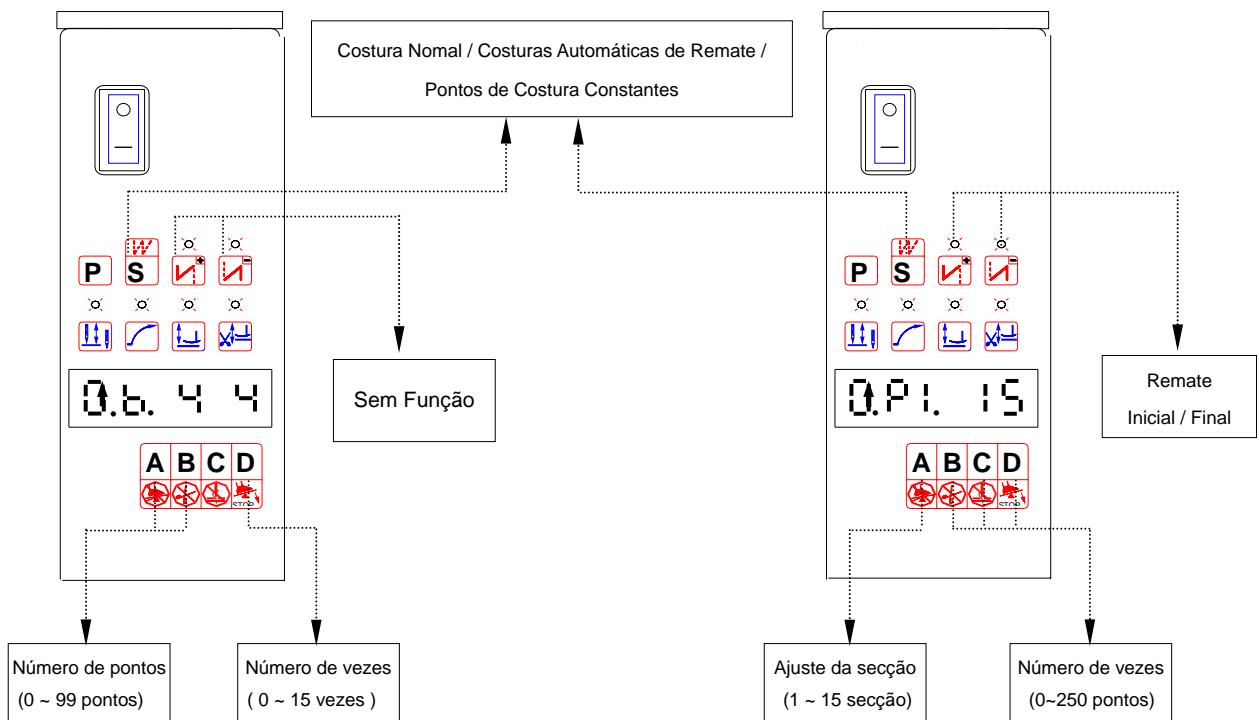 Costura Nomal / Costuras Automáticas de Remate /
Pontos de Costura Constantes
P S
P S
0.b. 4 4
Sem Função
0.P1. 15
Remate
Inicial / Final
A B C D
STOP
A B C D
STOP
Número de pontos
(0 ~ 99 pontos)
Número de vezes
( 0 ~ 15 vezes )
Ajuste da secção
(1 ~ 15 secção)
Número de vezes
(0~250 pontos)